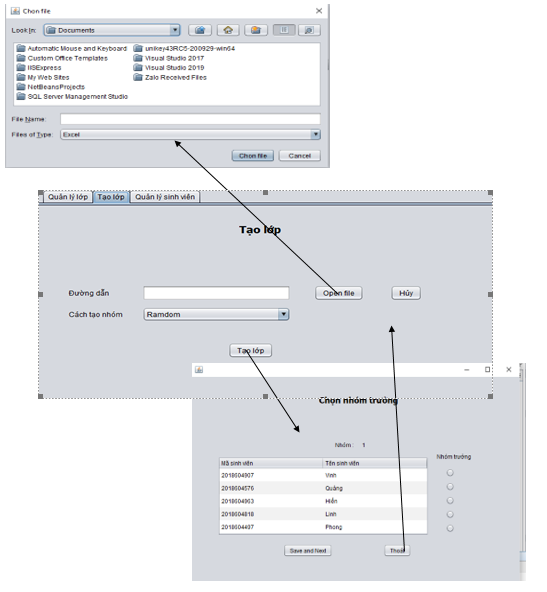 Chon file
Look In: Documents
Automatic Mouse and Keyboard unikey43RC5-200929-win64
Custom Office Templates Visual Studio 2017
IISExpress Visual Studio 2019
My Web Sites Zalo Received Files
NetBeansProjects
SQL Server Management Studio
File Name:
Files of Type: Excel
Chon file Cancel
Quản lý lớp Tạo lớp Quản lý sinh viên
Tạo lớp
Đường dẫn Open file Hủy
Cách tạo nhóm Ramdom
Tạo lớp
Chọn nhóm trưởng
Nhóm : 1
Nhóm trưởng
Mã sinh viên Tên sinh viên
2018604907 Vinh
2018604576 Quảng
2018604963 Hiển
2018604818 Linh
2018604497 Phong
Save and Next Thoát